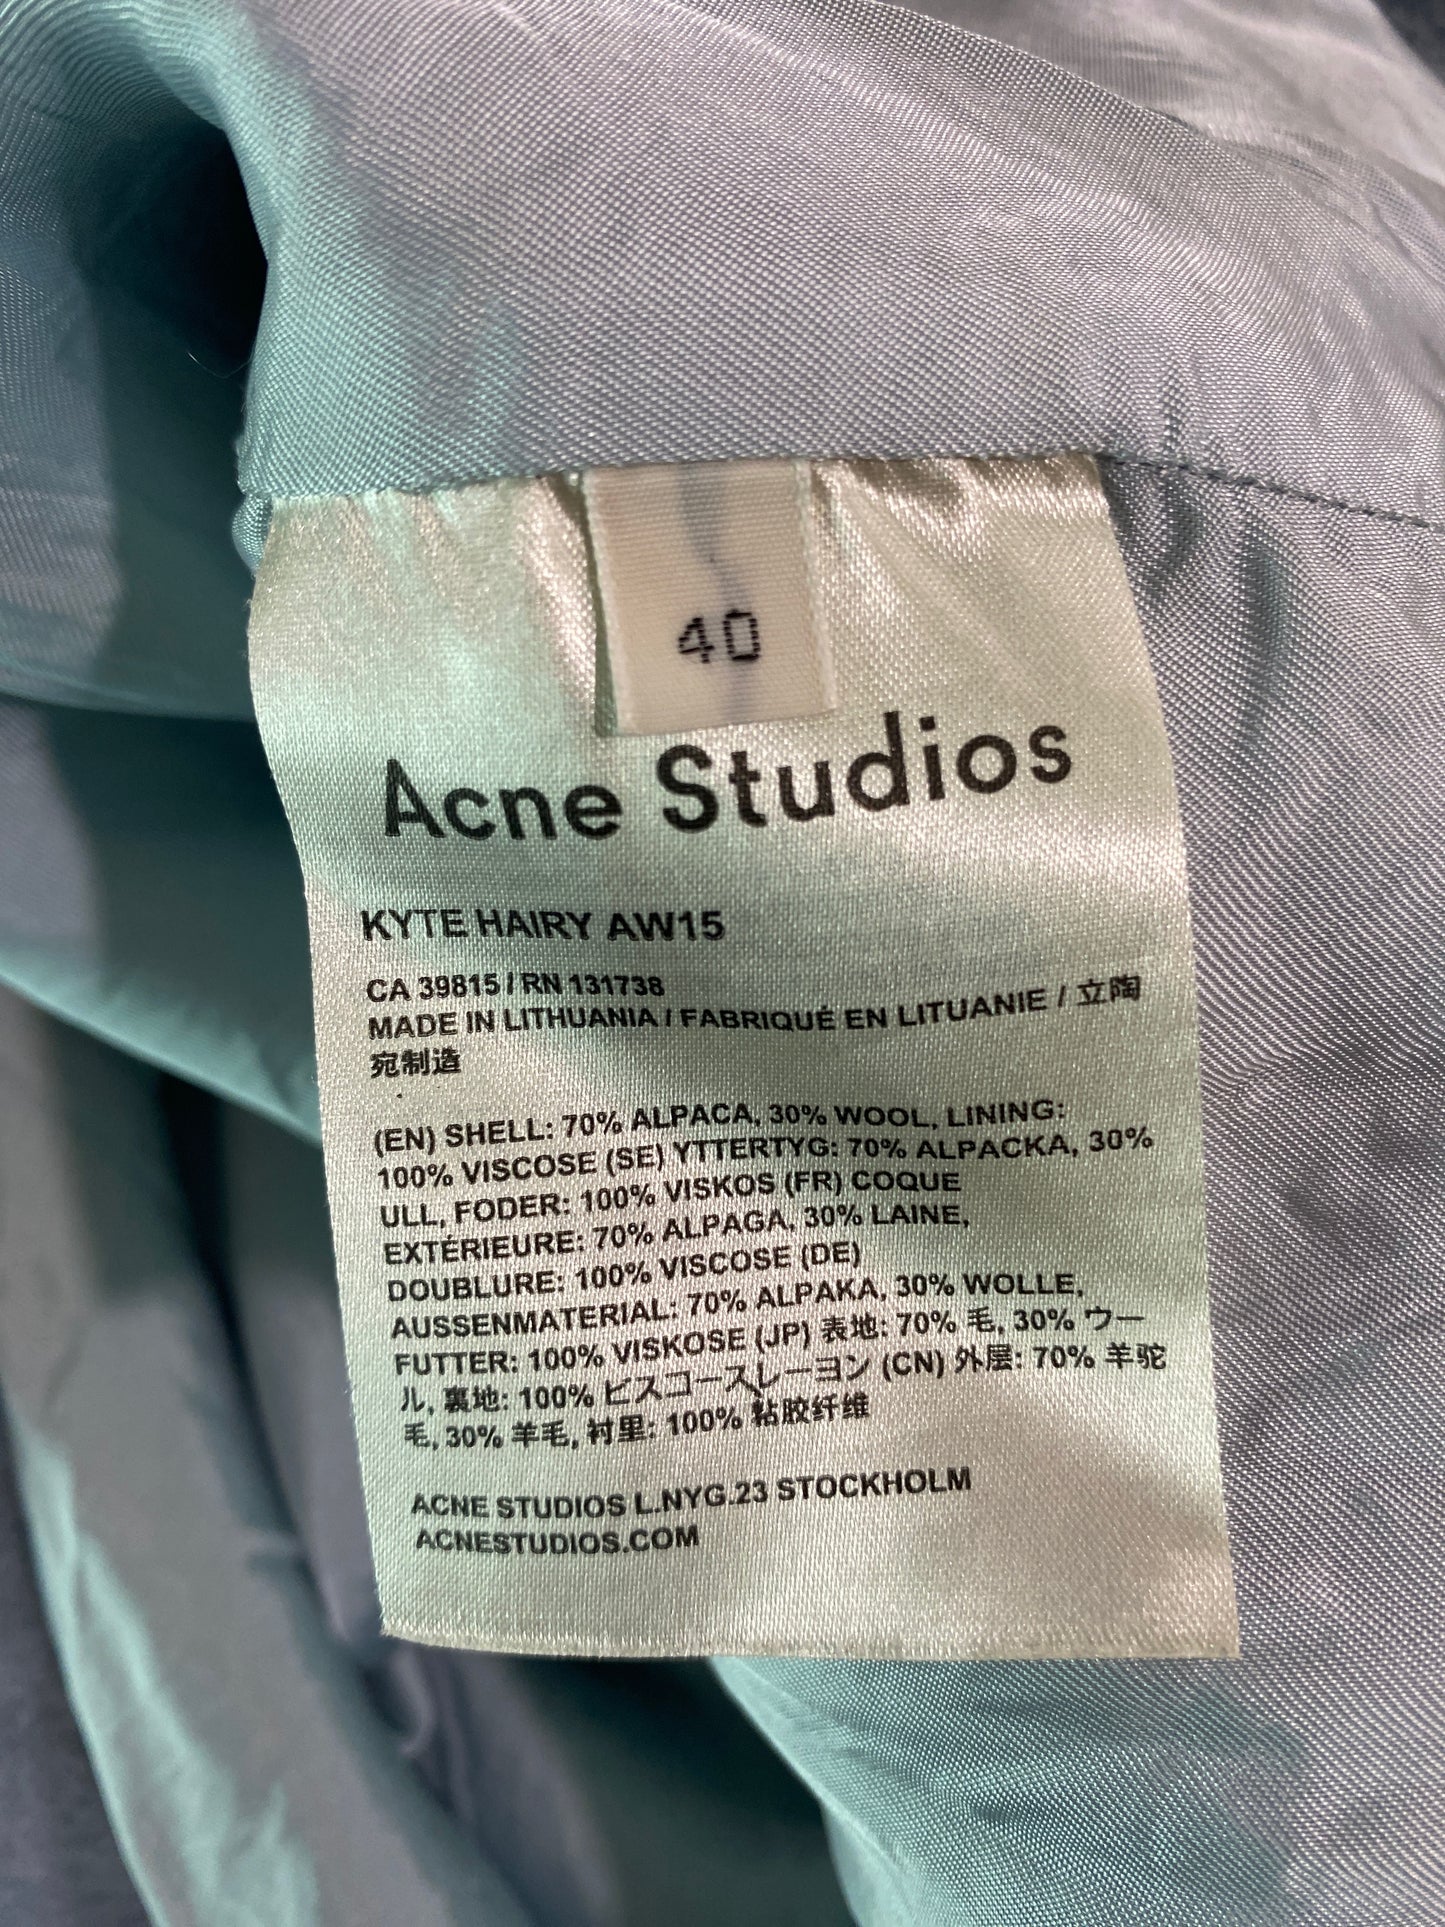 40
Acne Studios
KYTE HAIRY AW15
CA 39815 / RN 131738
MADE IN LITHUANIA / FABRIQUÉ EN LITUANIE / 立陶
宛制造
(EN) SHELL: 70% ALPACA, 30% WOOL, LINING:
100% VISCOSE (SE) YTTERTYG: 70% ALPACKA, 30%
ULL, FODER: 100% VISKOS (FR) COQUE
EXTÉRIEURE: 70% ALPAGA, 30% LAINE,
DOUBLURE: 100% VISCOSE (DE)
AUSSENMATERIAL: 70% ALPAKA, 30% WOLLE,
FUTTER: 100% VISKOSE (JP) 表地: 70% 毛, 30% ウー
ル, 裏地: 100% ビスコースレーヨン (CN) 外层: 70% 羊驼
毛, 30% 羊毛, 衬里: 100% 粘胶纤维
ACNE STUDIOS L.NYG.23 STOCKHOLM
ACNESTUDIOS.COM